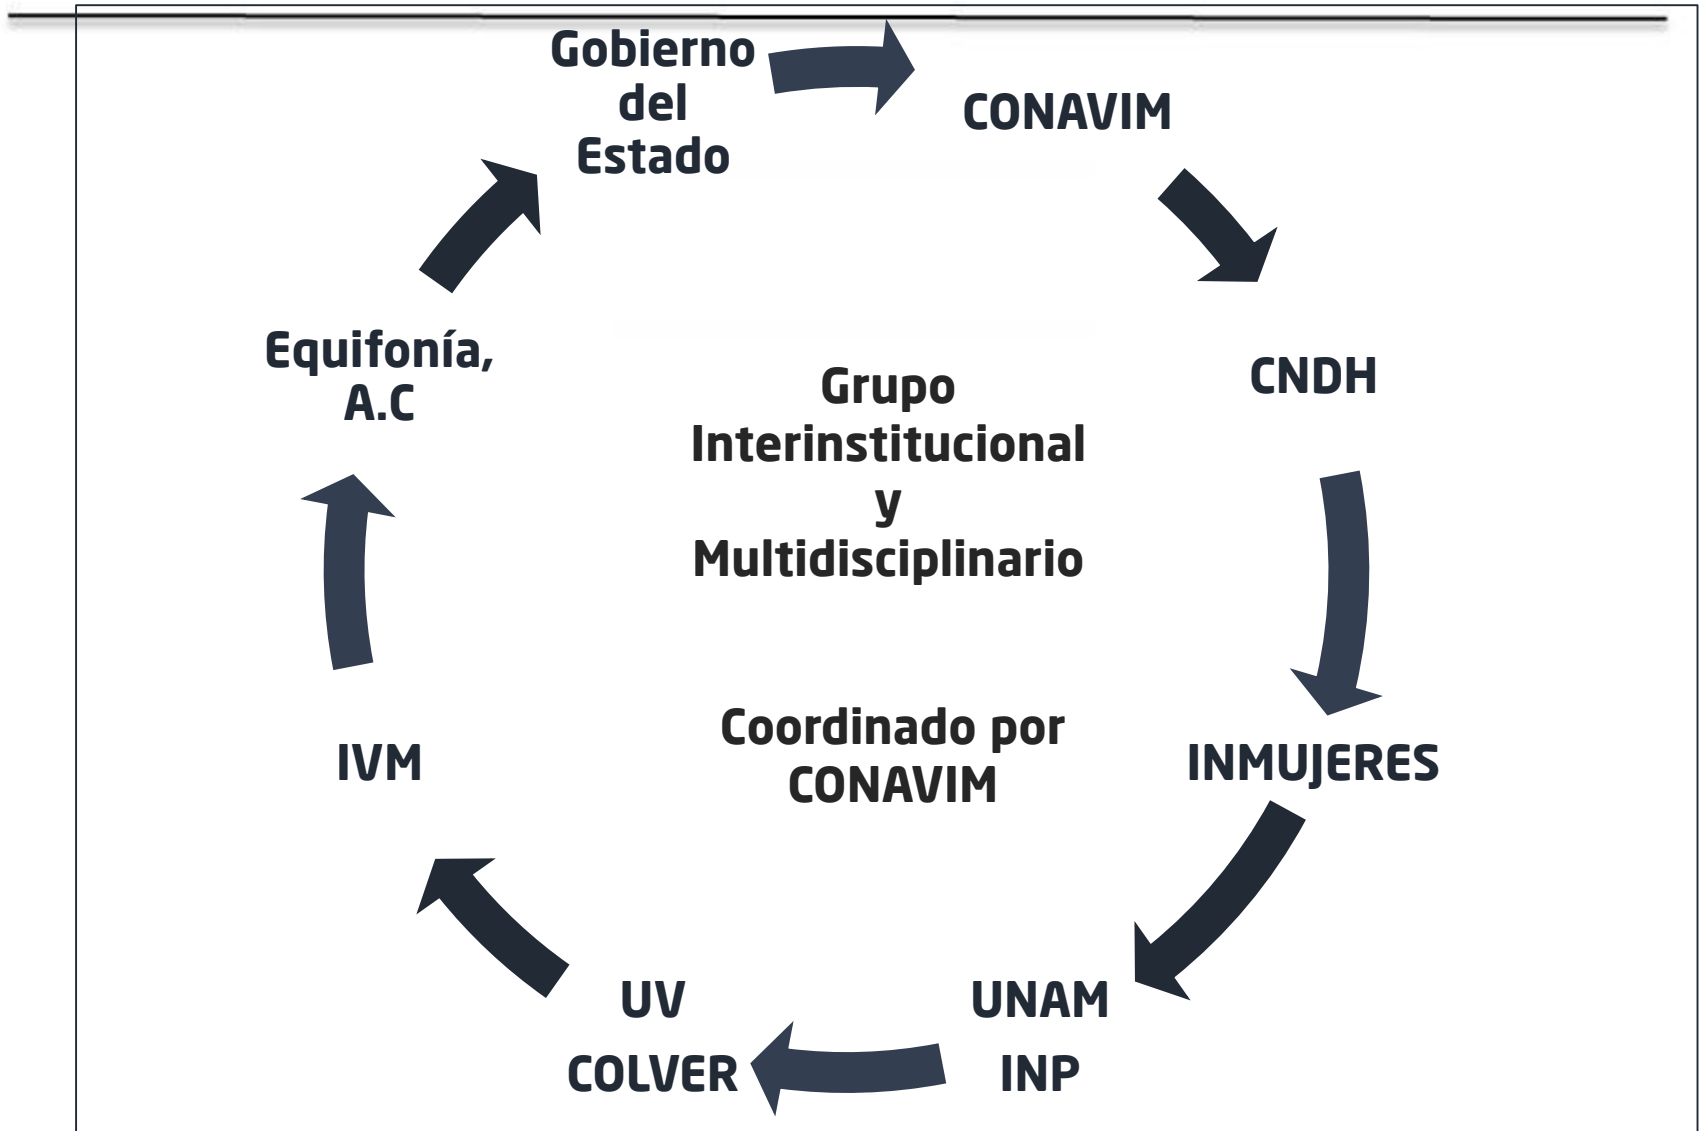 Gobierno
del
Estado
CONAVIM
CNDH
INMUJERES
UNAM
INP
UV
COLVER
IVM
Equifonía,
A.C
Grupo
Interinstitucional
y
Multidisciplinario
Coordinado por
CONAVIM